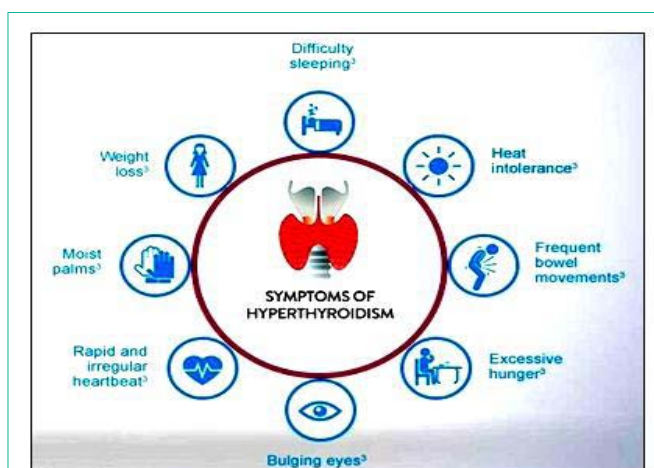 Difficulty
sleeping³
Heat
intolerance³
Frequent
bowel
movements³
Excessive
hunger³
Bulging eyes³
Rapid and
irregular
heartbeat³
Moist
palms³
Weight
loss³
SYMPTOMS OF
HYPERTHYROIDISM